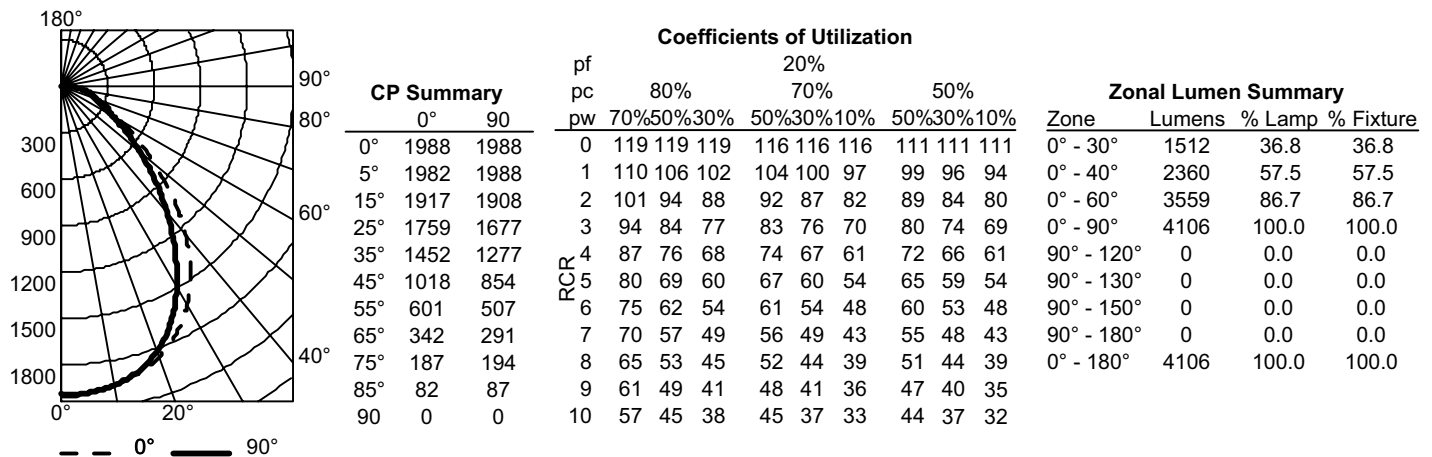 180°
90°
80°
60°
40°
300
600
900
1200
1500
1800
0° 20°
0° 90°
CP Summary
0° 90
0° 1988 1988
5° 1982 1988
15° 1917 1908
25° 1759 1677
35° 1452 1277
45° 1018 854
55° 601 507
65° 342 291
75° 187 194
85° 82 87
90 0 0
Coefficients of Utilization
pf 20%
pc 80% 70% 50%
pw 70%50%30% 50%30%10% 50%30%10%
RCR
0 119 119 119 116 116 116 111 111 111
1 110 106 102 104 100 97 99 96 94
2 101 94 88 92 87 82 89 84 80
3 94 84 77 83 76 70 80 74 69
4 87 76 68 74 67 61 72 66 61
5 80 69 60 67 60 54 65 59 54
6 75 62 54 61 54 48 60 53 48
7 70 57 49 56 49 43 55 48 43
8 65 53 45 52 44 39 51 44 39
9 61 49 41 48 41 36 47 40 35
10 57 45 38 45 37 33 44 37 32
Zonal Lumen Summary
Zone Lumens % Lamp % Fixture
0° - 30° 1512 36.8 36.8
0° - 40° 2360 57.5 57.5
0° - 60° 3559 86.7 86.7
0° - 90° 4106 100.0 100.0
90° - 120° 0 0.0 0.0
90° - 130° 0 0.0 0.0
90° - 150° 0 0.0 0.0
90° - 180° 0 0.0 0.0
0° - 180° 4106 100.0 100.0